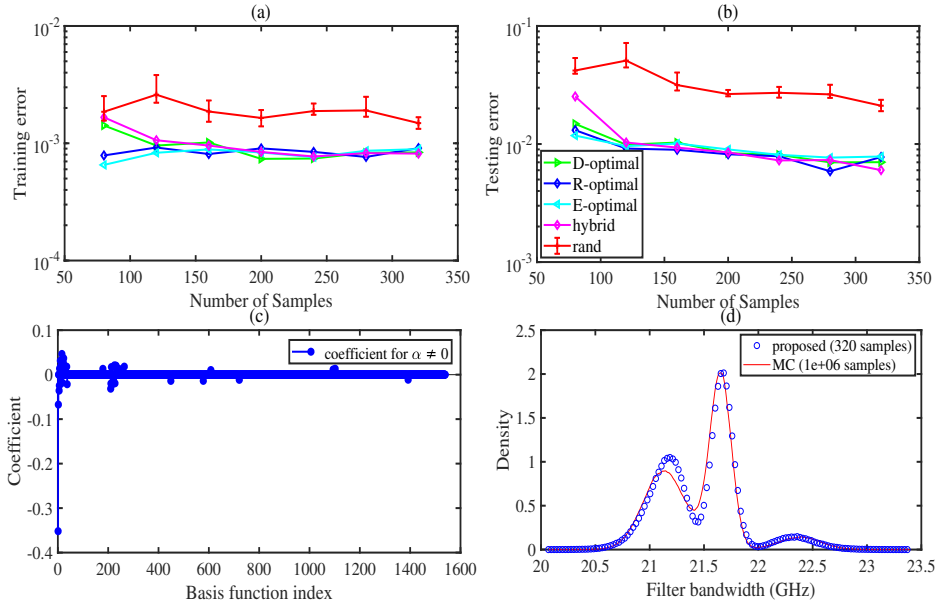 (a)
10^-2
10^-3
10^-4
Training error
50 100 150 200 250 300 350
Number of Samples
(b)
10^-1
10^-2
10^-3
Testing error
D-optimal
R-optimal
E-optimal
hybrid
rand
50 100 150 200 250 300 350
Number of Samples
(c)
0.1
0
-0.1
-0.2
-0.3
-0.4
Coefficient
coefficient for α ≠ 0
0 200 400 600 800 1000 1200 1400 1600
Basis function index
(d)
2.5
2
1.5
1
0.5
0
Density
proposed (320 samples)
MC (1e+06 samples)
20 20.5 21 21.5 22 22.5 23 23.5
Filter bandwidth (GHz)